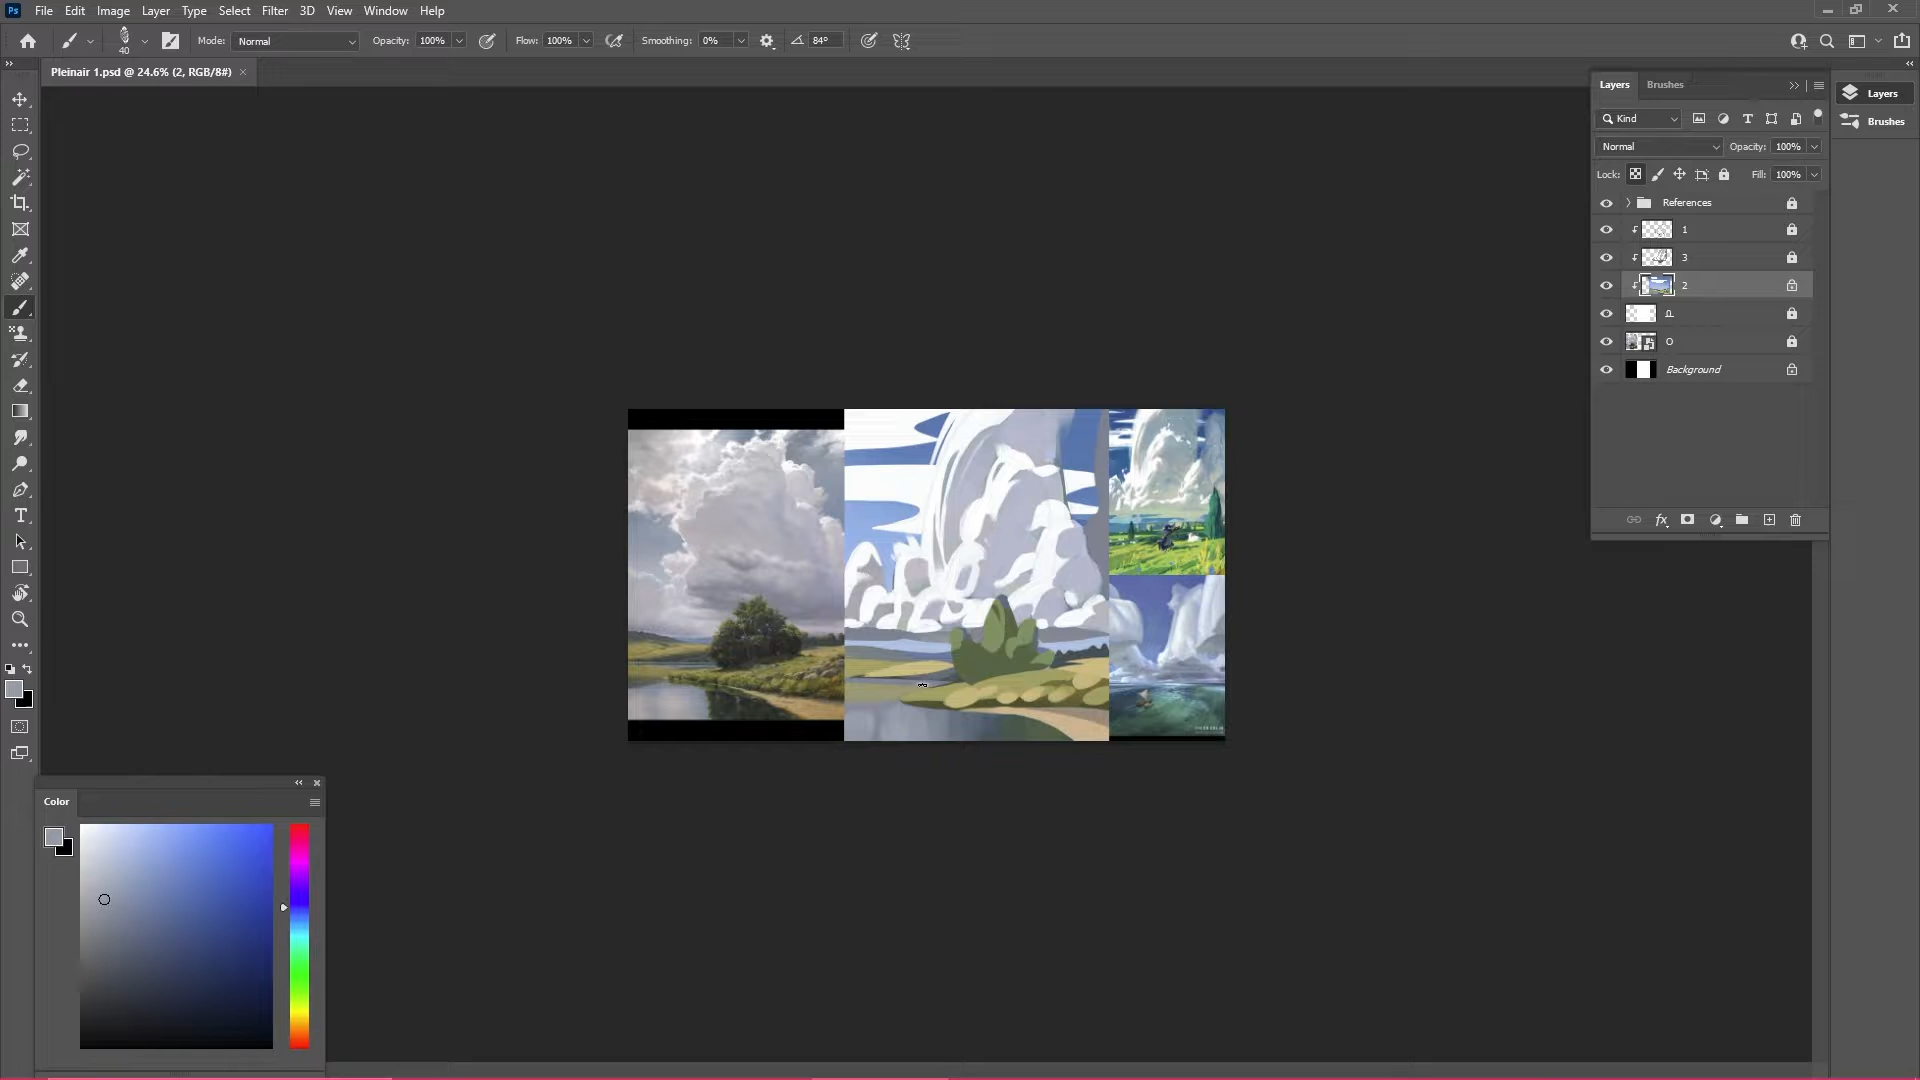 Ps File Edit Image Layer Type Select Filter 3D View Window Help
40 Mode: Normal Opacity: 100% Flow: 100% Smoothing: 0% 84°
Pleinair 1.psd @ 24.6% (2, RGB/8#)
Layers Brushes
Layers
Brushes
Kind
Normal Opacity: 100%
Lock: Fill: 100%
References
1
3
2
O
Background
Color